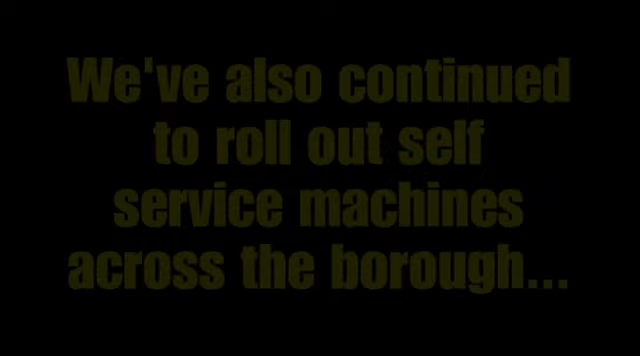 We've also continued
to roll out self
service machines
across the borough...